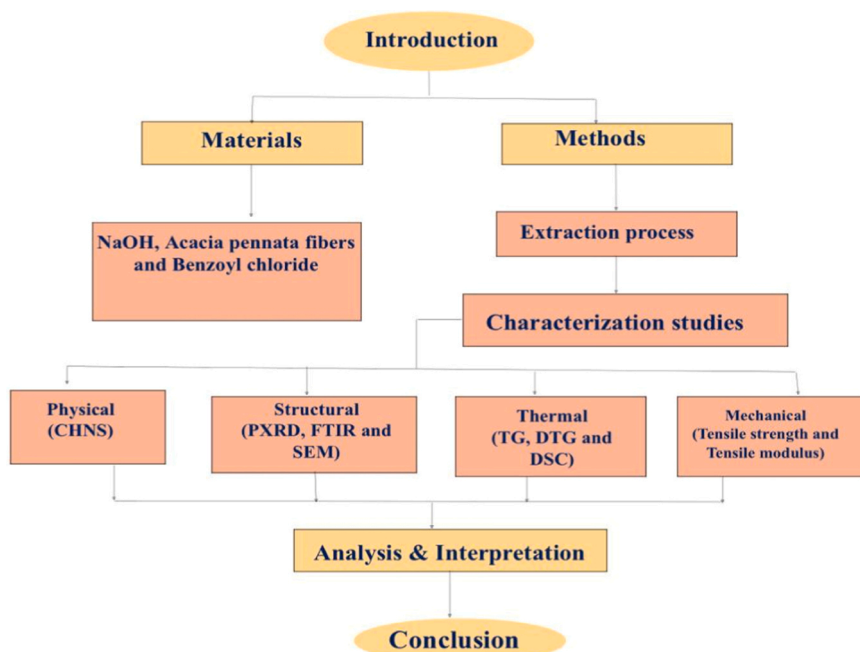 Introduction
Materials
Methods
NaOH, Acacia pennata fibers
and Benzoyl chloride
Extraction process
Characterization studies
Physical
(CHNS)
Structural
(PXRD, FTIR and
SEM)
Thermal
(TG, DTG and
DSC)
Mechanical
(Tensile strength and
Tensile modulus)
Analysis & Interpretation
Conclusion